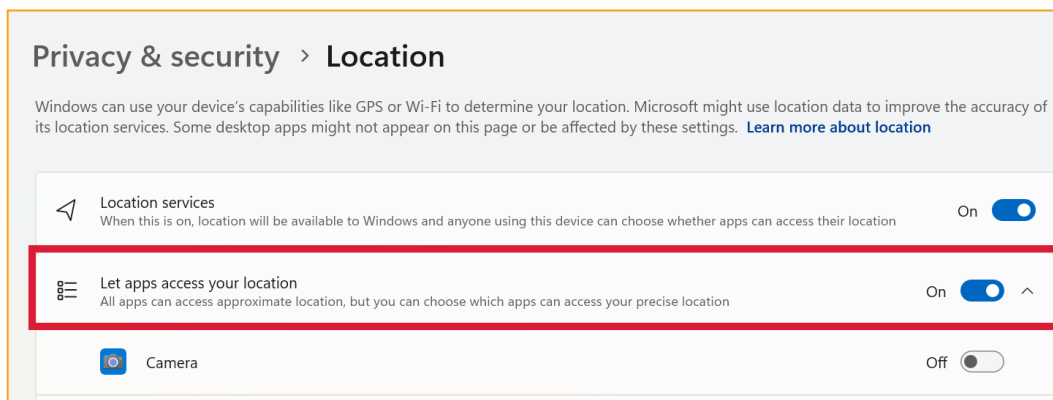 Privacy & security > Location
Windows can use your device's capabilities like GPS or Wi-Fi to determine your location. Microsoft might use location data to improve the accuracy of
its location services. Some desktop apps might not appear on this page or be affected by these settings. Learn more about location
Location services
When this is on, location will be available to Windows and anyone using this device can choose whether apps can access their location
On
Let apps access your location
All apps can access approximate location, but you can choose which apps can access your precise location
On
Camera
Off